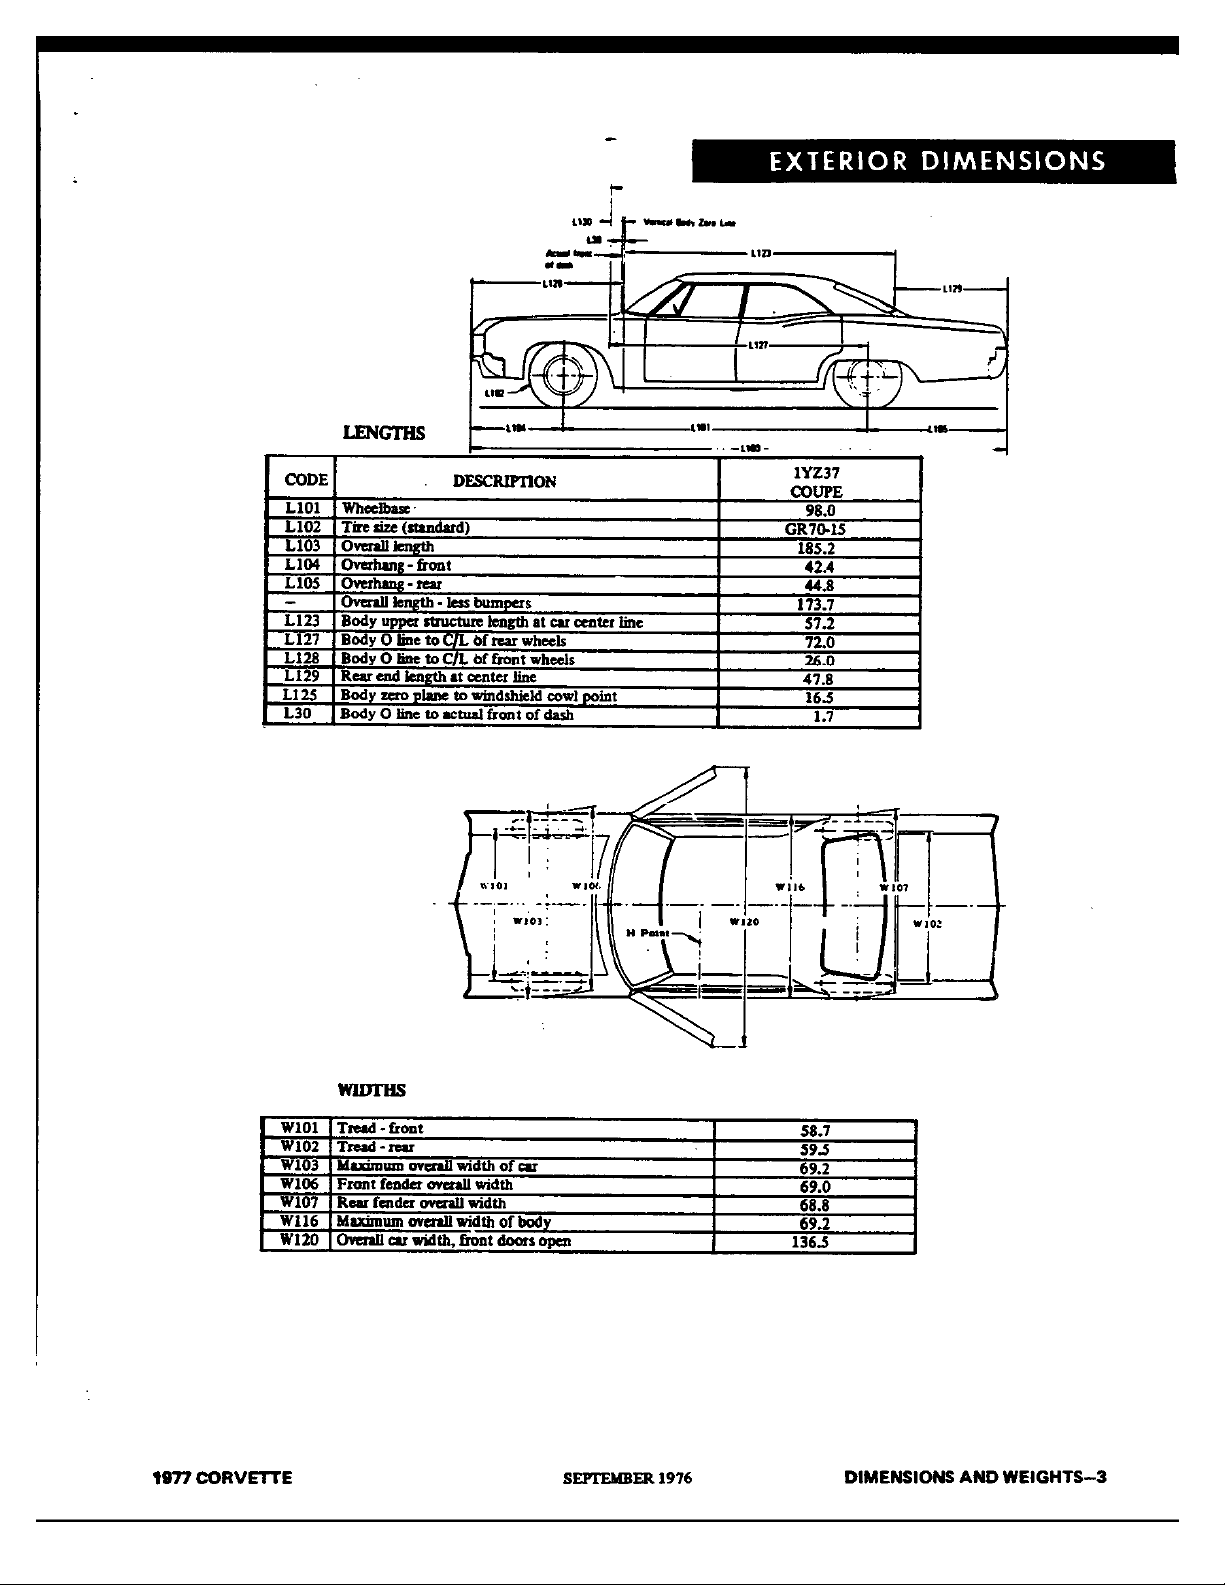 EXTERIOR DIMENSIONS
L130 Vertical Body Zero Line
L30
Actual front of dash
L123
L128
L129
L127
L102
L104 L101 L105
L103
LENGTHS
CODE DESCRIPTION 1YZ37 COUPE
L101 Wheelbase 98.0
L102 Tire size (standard) GR70-15
L103 Overall length 185.2
L104 Overhang - front 42.4
L105 Overhang - rear 44.8
— Overall length - less bumpers 173.7
L123 Body upper structure length at car center line 57.2
L127 Body O line to C/L of rear wheels 72.0
L128 Body O line to C/L of front wheels 26.0
L129 Rear end length at center line 47.8
L125 Body zero plane to windshield cowl point 16.5
L30 Body O line to actual front of dash 1.7
W101 W106 W116 W107
W103 W120 W102
H Point
WIDTHS
W101 Tread - front 58.7
W102 Tread - rear 59.5
W103 Maximum overall width of car 69.2
W106 Front fender overall width 69.0
W107 Rear fender overall width 68.8
W116 Maximum overall width of body 69.2
W120 Overall car width, front doors open 136.5
1977 CORVETTE SEPTEMBER 1976 DIMENSIONS AND WEIGHTS—3